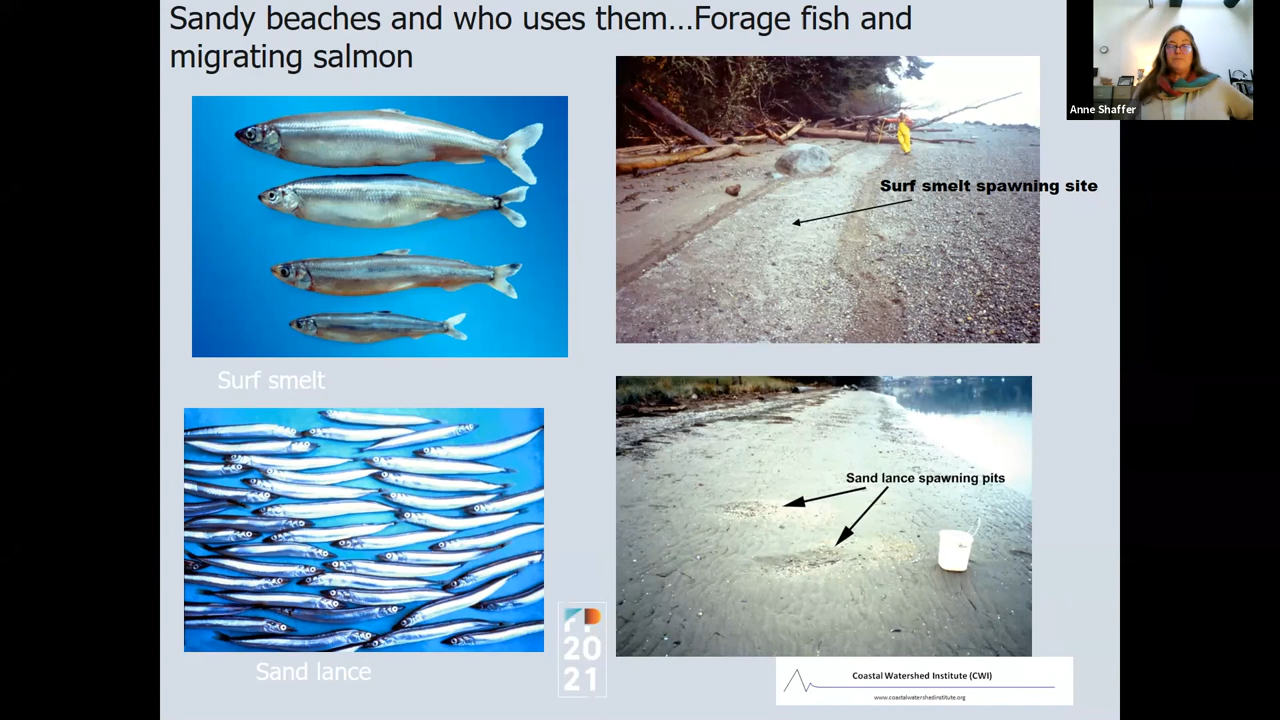 Sandy beaches and who uses them...Forage fish and
migrating salmon
Anne Shaffer
Surf smelt spawning site
Surf smelt
Sand lance spawning pits
Sand lance
FP
20
21
Coastal Watershed Institute (CWI)
www.coastalwatershedinstitute.org